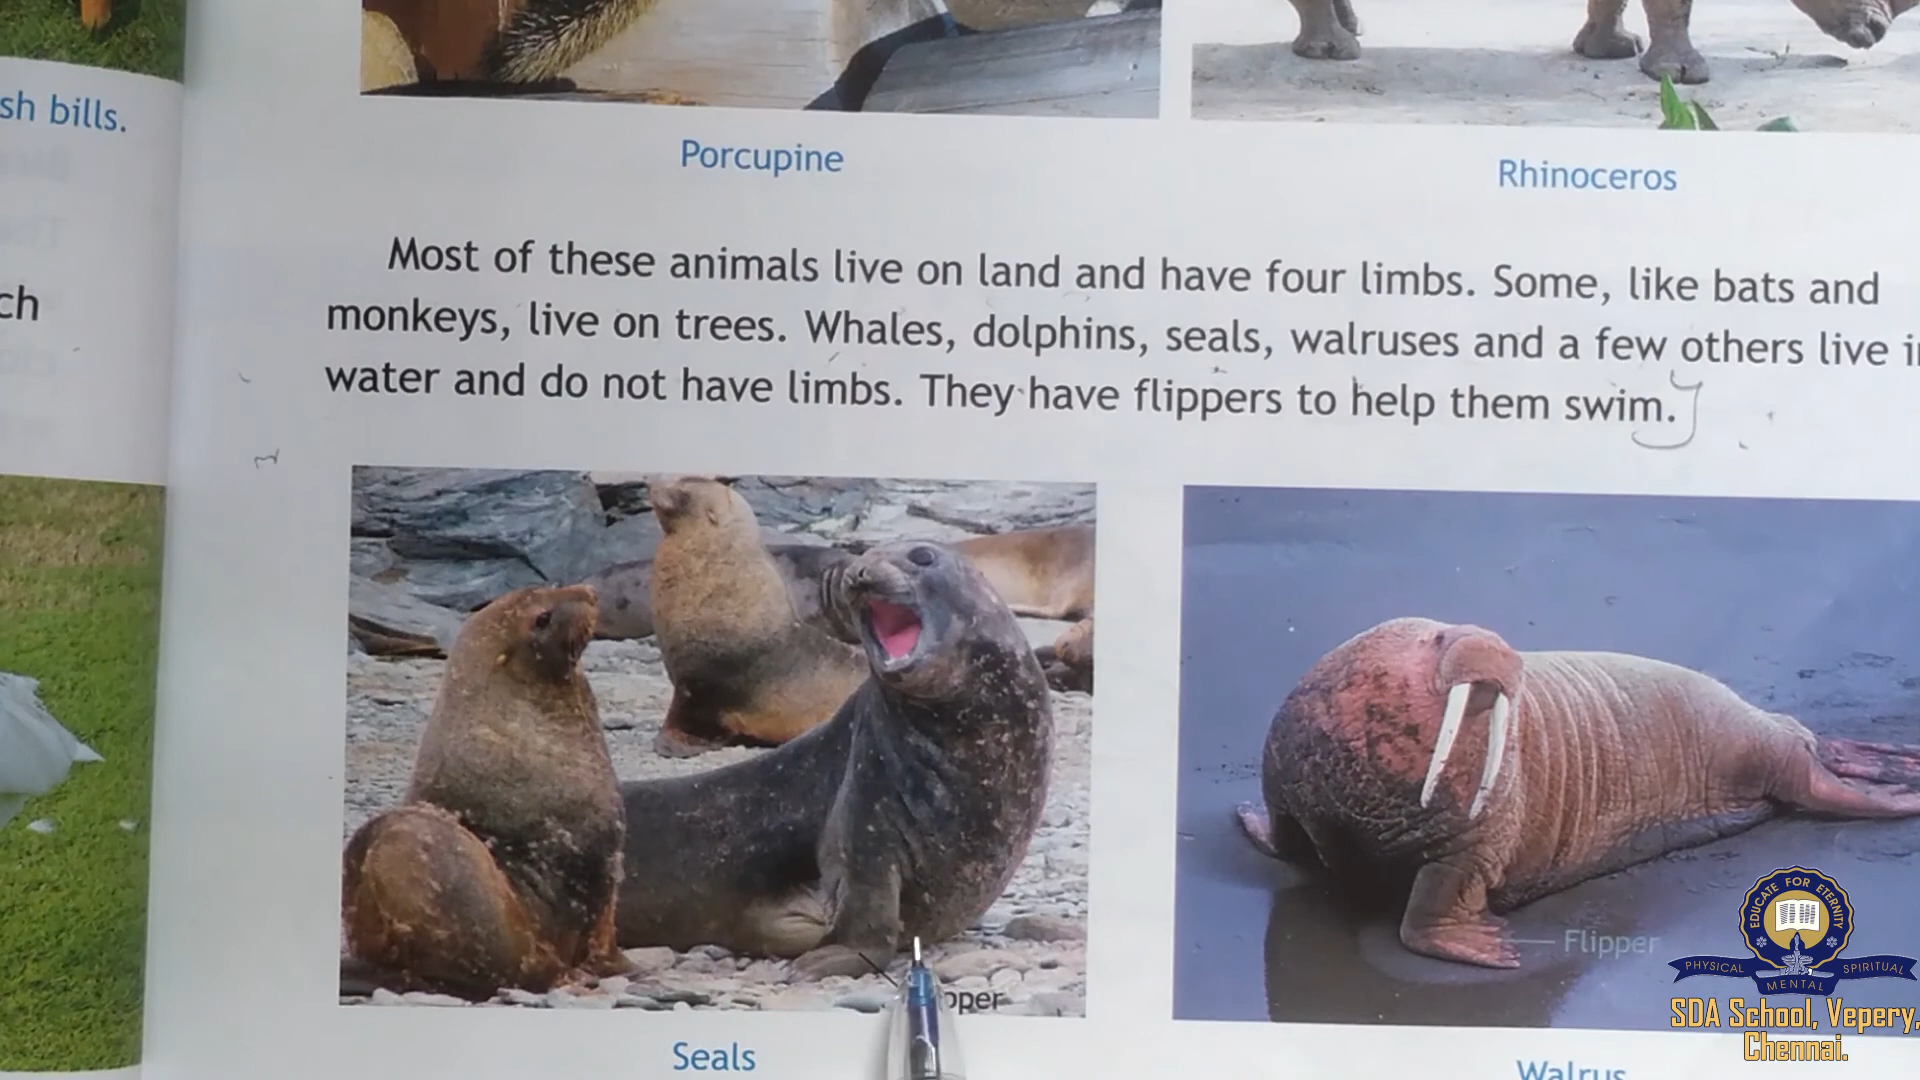 sh bills.
ch
Porcupine
Rhinoceros
Most of these animals live on land and have four limbs. Some, like bats and
monkeys, live on trees. Whales, dolphins, seals, walruses and a few others live in
water and do not have limbs. They have flippers to help them swim.
pper
Flipper
Seals
Walrus
EDUCATE FOR ETERNITY
PHYSICAL
MENTAL
SPIRITUAL
SDA School, Vepery,
Chennai.